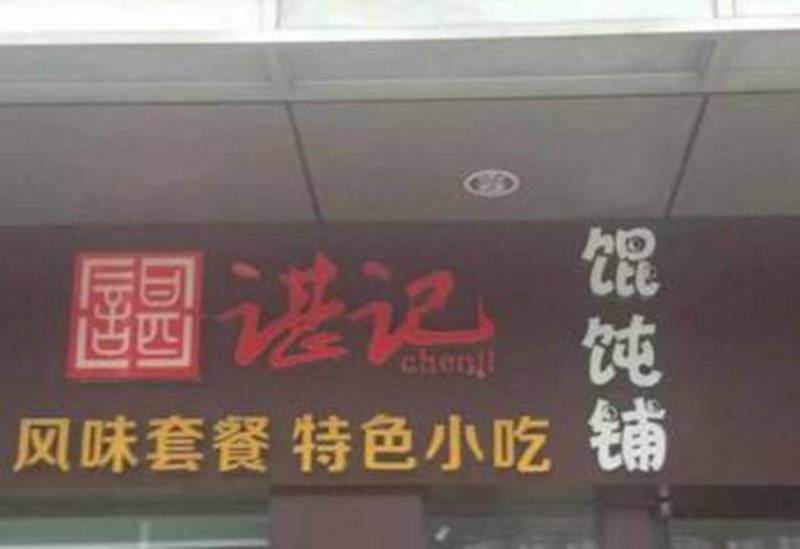 谌记
chenji
馄饨铺
风味套餐 特色小吃